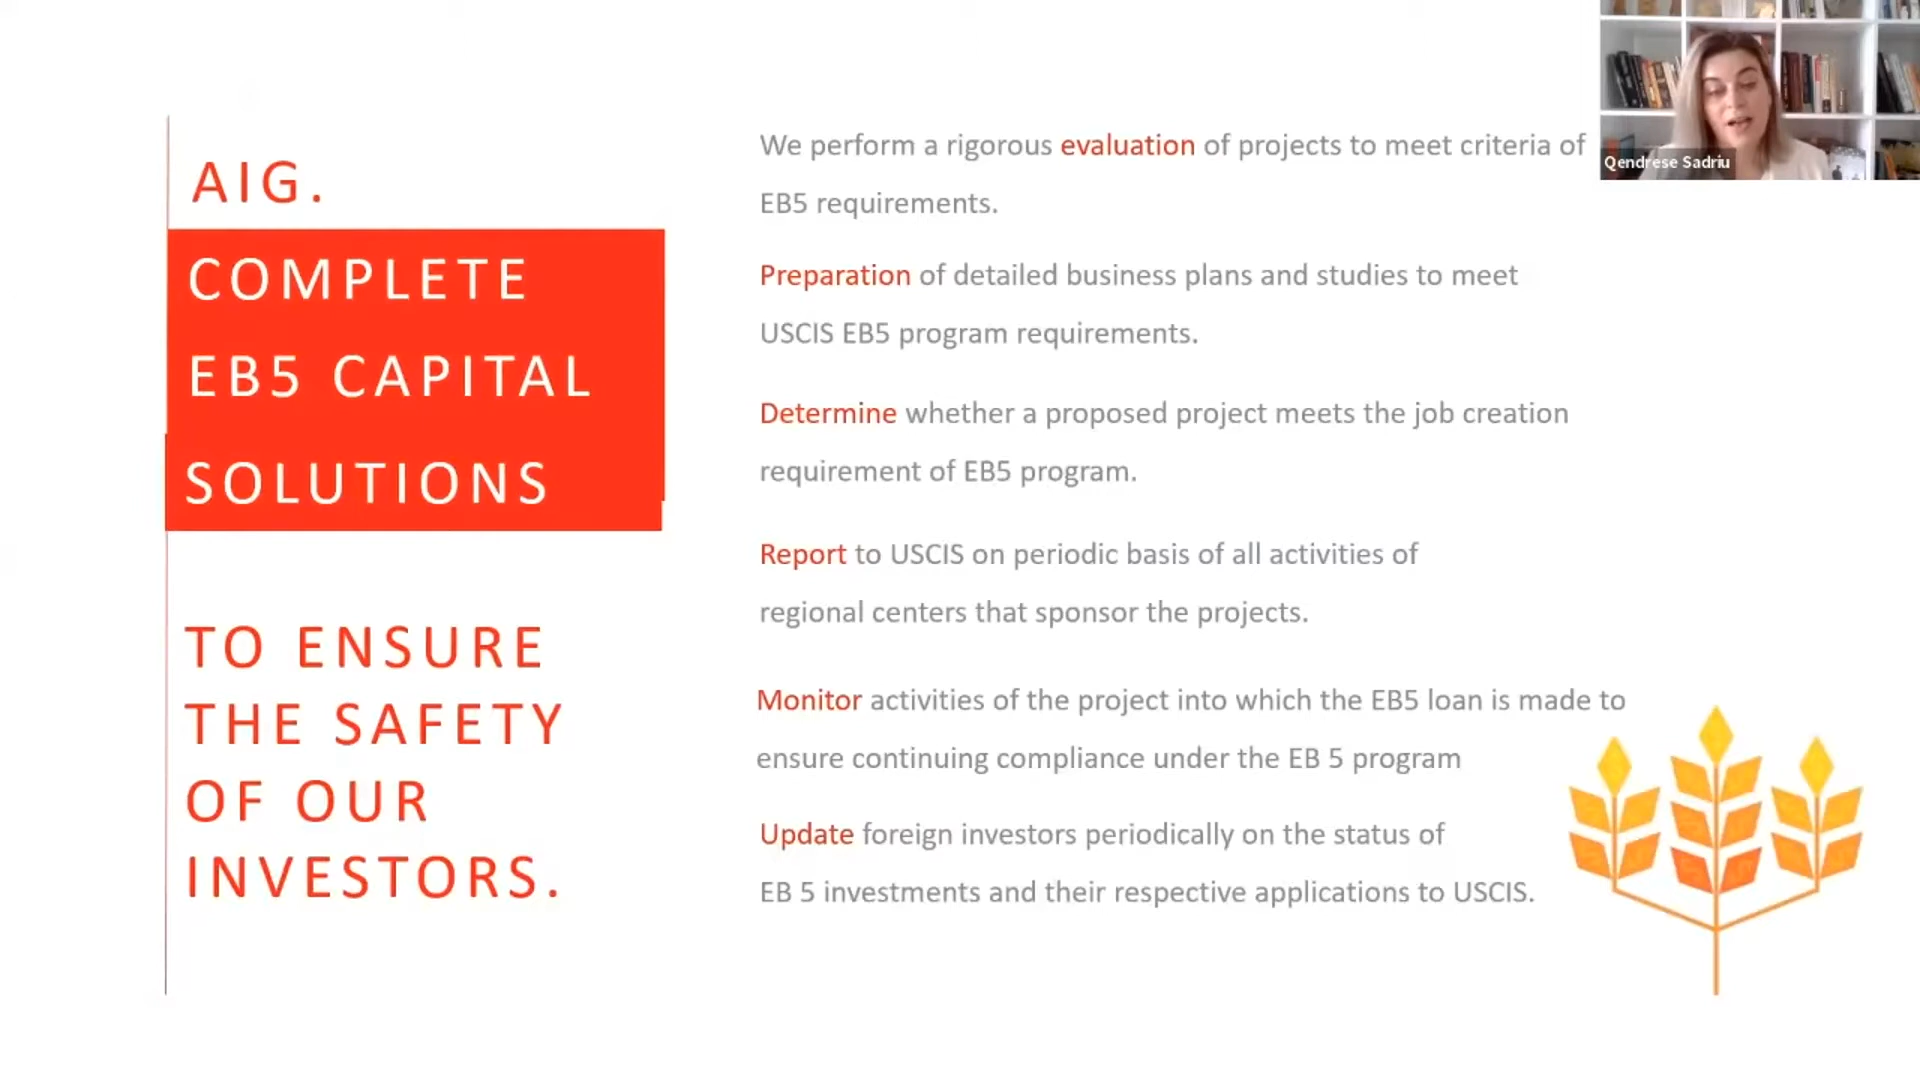 AIG.
COMPLETE
EB5 CAPITAL
SOLUTIONS
TO ENSURE
THE SAFETY
OF OUR
INVESTORS.
We perform a rigorous evaluation of projects to meet criteria of
EB5 requirements.
Preparation of detailed business plans and studies to meet
USCIS EB5 program requirements.
Determine whether a proposed project meets the job creation
requirement of EB5 program.
Report to USCIS on periodic basis of all activities of
regional centers that sponsor the projects.
Monitor activities of the project into which the EB5 loan is made to
ensure continuing compliance under the EB 5 program
Update foreign investors periodically on the status of
EB 5 investments and their respective applications to USCIS.
Qendrese Sadriu